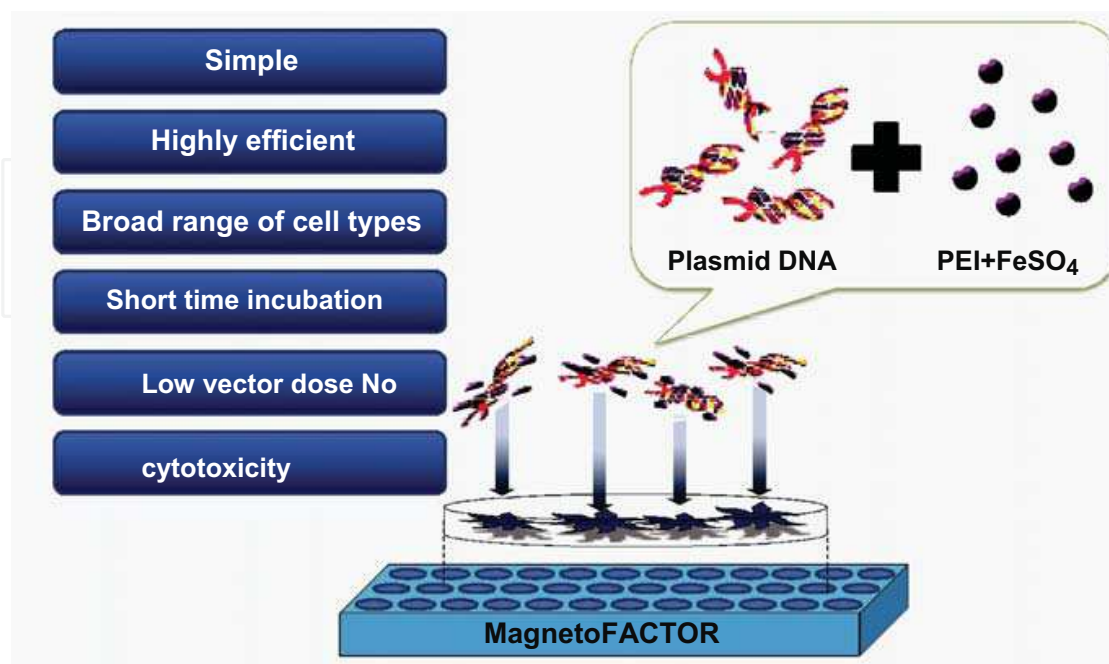 Simple
Highly efficient
Broad range of cell types
Short time incubation
Low vector dose No
cytotoxicity
Plasmid DNA
PEI+FeSO₄
MagnetoFACTOR